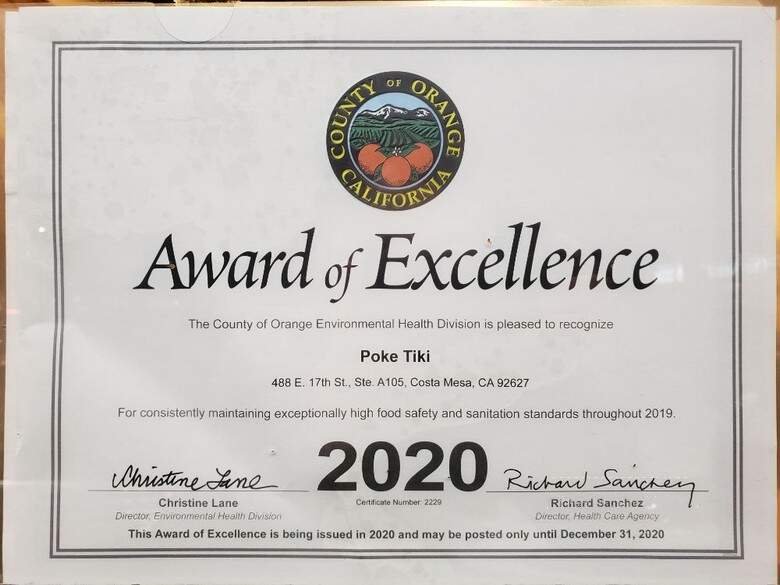 COUNTY OF ORANGE
CALIFORNIA
Award of Excellence
The County of Orange Environmental Health Division is pleased to recognize
Poke Tiki
488 E. 17th St., Ste. A105, Costa Mesa, CA 92627
For consistently maintaining exceptionally high food safety and sanitation standards throughout 2019.
Christine Lane 2020 Richard Sanchez
Christine Lane Certificate Number: 2229 Richard Sanchez
Director, Environmental Health Division Director, Health Care Agency
This Award of Excellence is being issued in 2020 and may be posted only until December 31, 2020